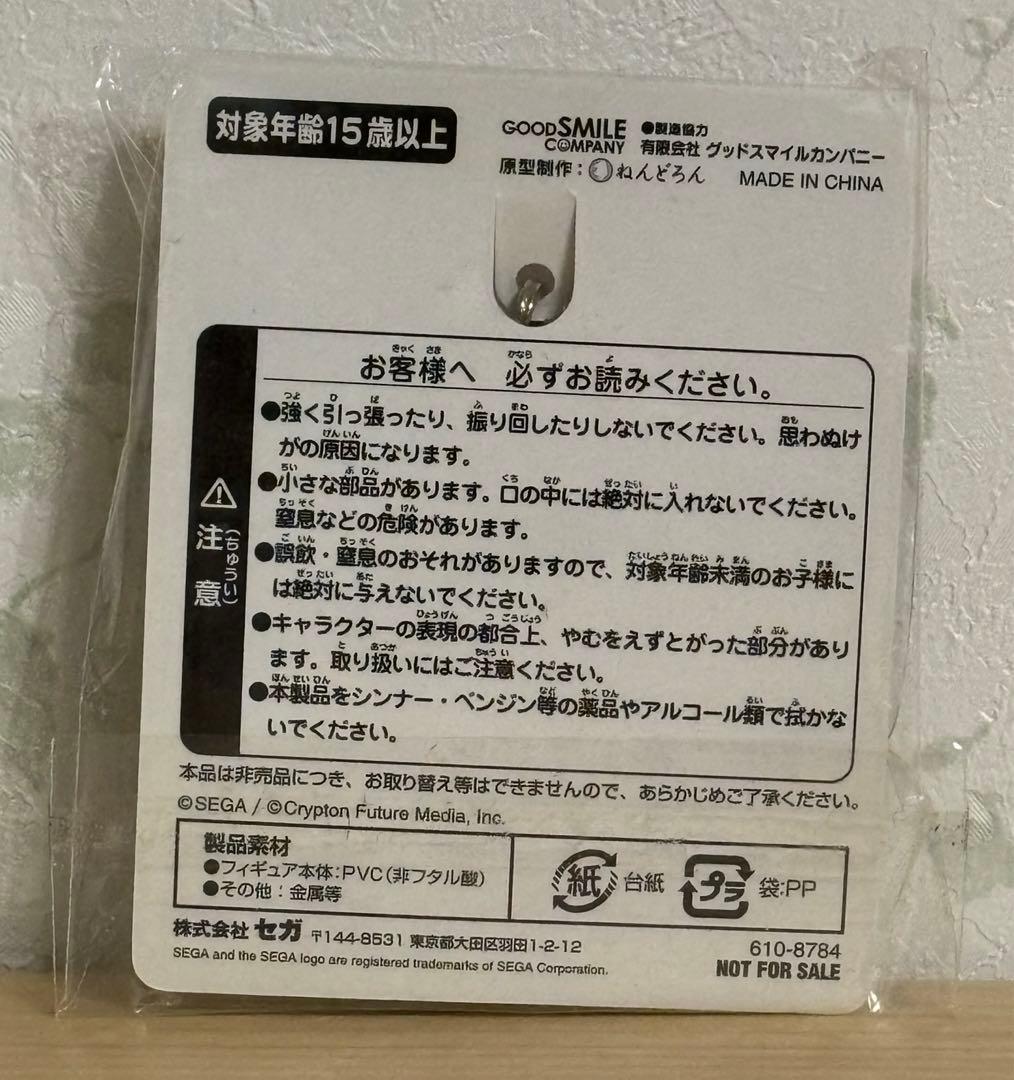 対象年齢15歳以上
GOODSMILE COMPANY
●製造協力
有限会社 グッドスマイルカンパニー
原型制作：ねんどろん MADE IN CHINA
お客様へ 必ずお読みください。
●強く引っ張ったり、振り回したりしないでください。思わぬけ
がの原因になります。
●小さな部品があります。口の中には絶対に入れないでください。
窒息などの危険があります。
●誤飲・窒息のおそれがありますので、対象年齢未満のお子様に
は絶対に与えないでください。
●キャラクターの表現の都合上、やむをえずとがった部分があり
ます。取り扱いにはご注意ください。
●本製品をシンナー・ベンジン等の薬品やアルコール類で拭かな
いでください。
注意（ちゅうい）
本品は非売品につき、お取り替え等はできませんので、あらかじめご了承ください。
©SEGA / ©Crypton Future Media, Inc.
製品素材
●フィギュア本体：PVC（非フタル酸）
●その他：金属等
紙 台紙 プラ 袋：PP
株式会社 セガ 〒144-8531 東京都大田区羽田1-2-12
SEGA and the SEGA logo are registered trademarks of SEGA Corporation.
610-8784
NOT FOR SALE